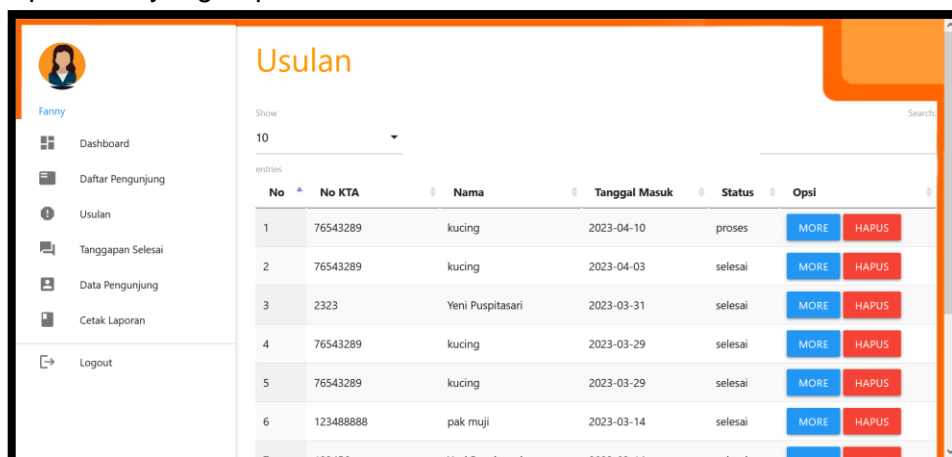 Usulan
Fanny
Dashboard
Daftar Pengunjung
Usulan
Tanggapan Selesai
Data Pengunjung
Cetak Laporan
Logout
Show
10
entries
Search:
No No KTA Nama Tanggal Masuk Status Opsi
1 76543289 kucing 2023-04-10 proses MORE HAPUS
2 76543289 kucing 2023-04-03 selesai MORE HAPUS
3 2323 Yeni Puspitasari 2023-03-31 selesai MORE HAPUS
4 76543289 kucing 2023-03-29 selesai MORE HAPUS
5 76543289 kucing 2023-03-29 selesai MORE HAPUS
6 123488888 pak muji 2023-03-14 selesai MORE HAPUS